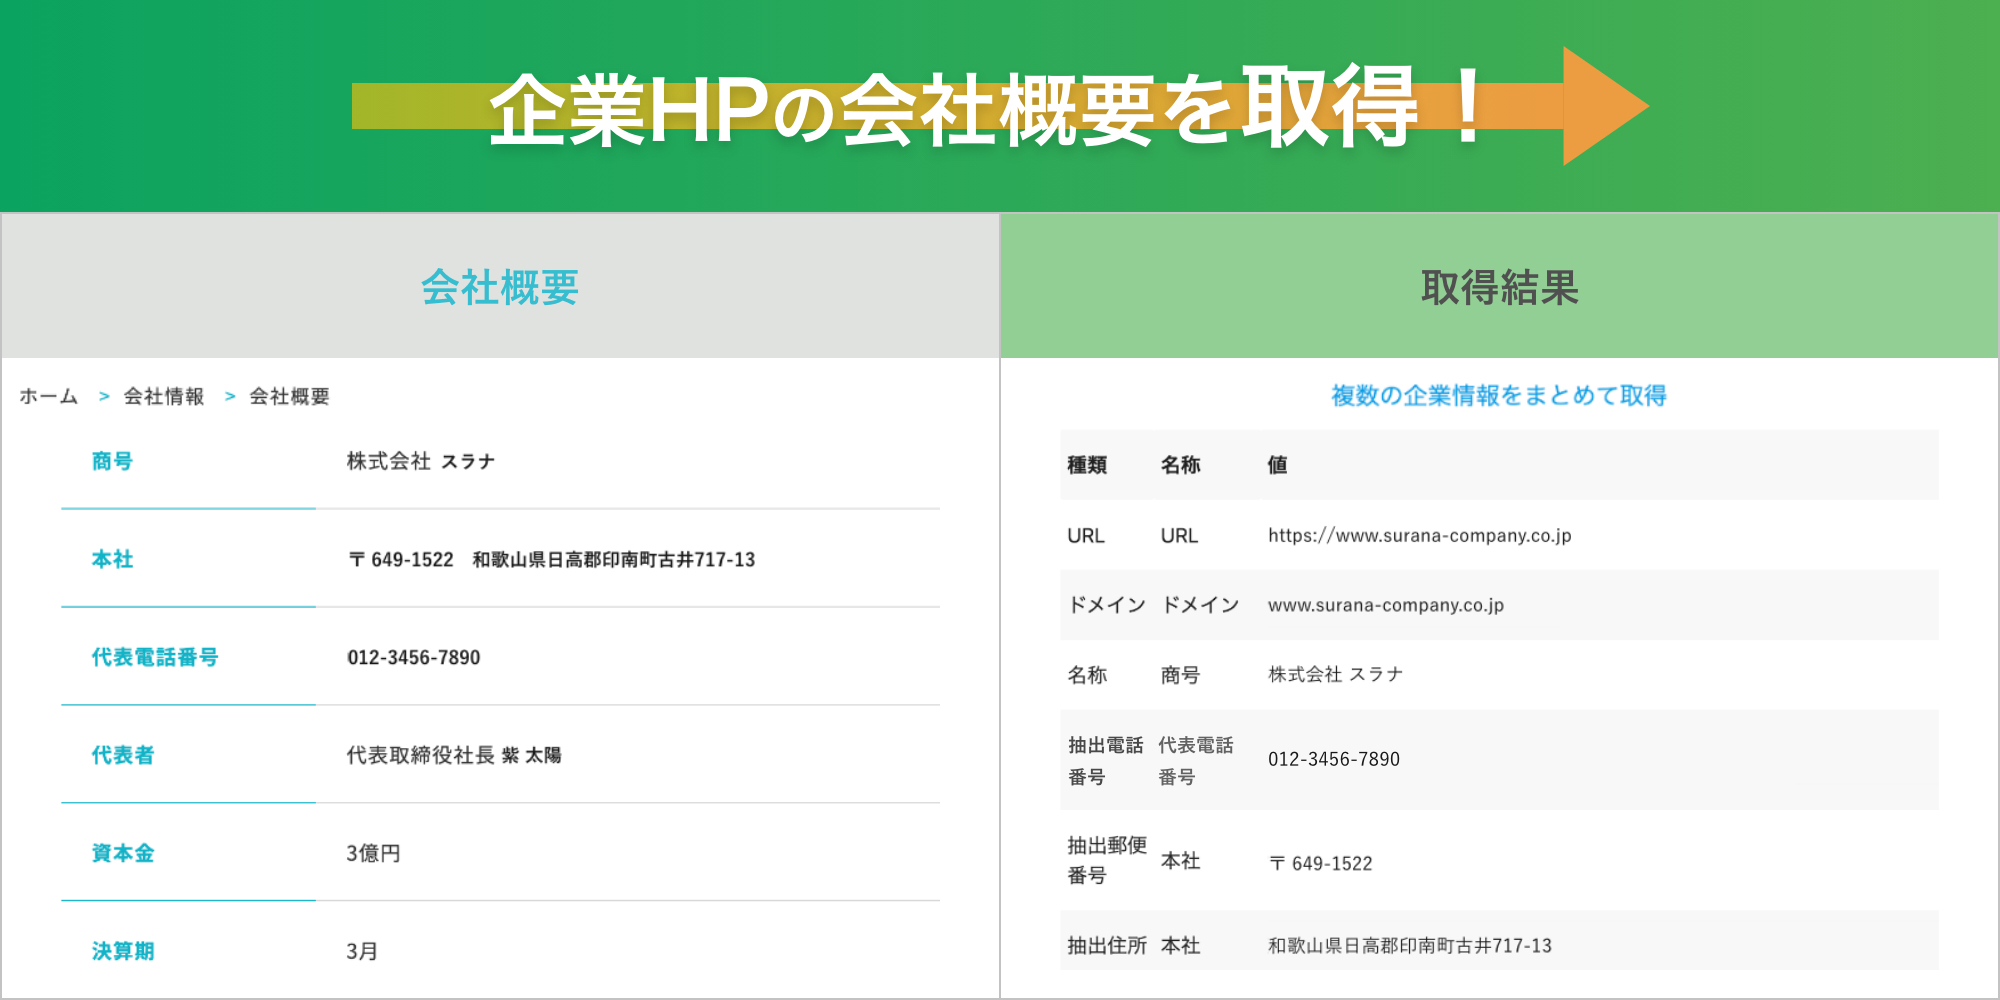 企業HPの会社概要を取得！
会社概要
ホーム > 会社情報 > 会社概要
商号 株式会社 スラナ
本社 〒649-1522 和歌山県日高郡印南町古井717-13
代表電話番号 012-3456-7890
代表者 代表取締役社長 紫 太陽
資本金 3億円
決算期 3月
取得結果
複数の企業情報をまとめて取得
種類 名称 値
URL URL https://www.surana-company.co.jp
ドメイン ドメイン www.surana-company.co.jp
名称 商号 株式会社 スラナ
抽出電話番号 代表電話番号 012-3456-7890
抽出郵便番号 本社 〒649-1522
抽出住所 本社 和歌山県日高郡印南町古井717-13